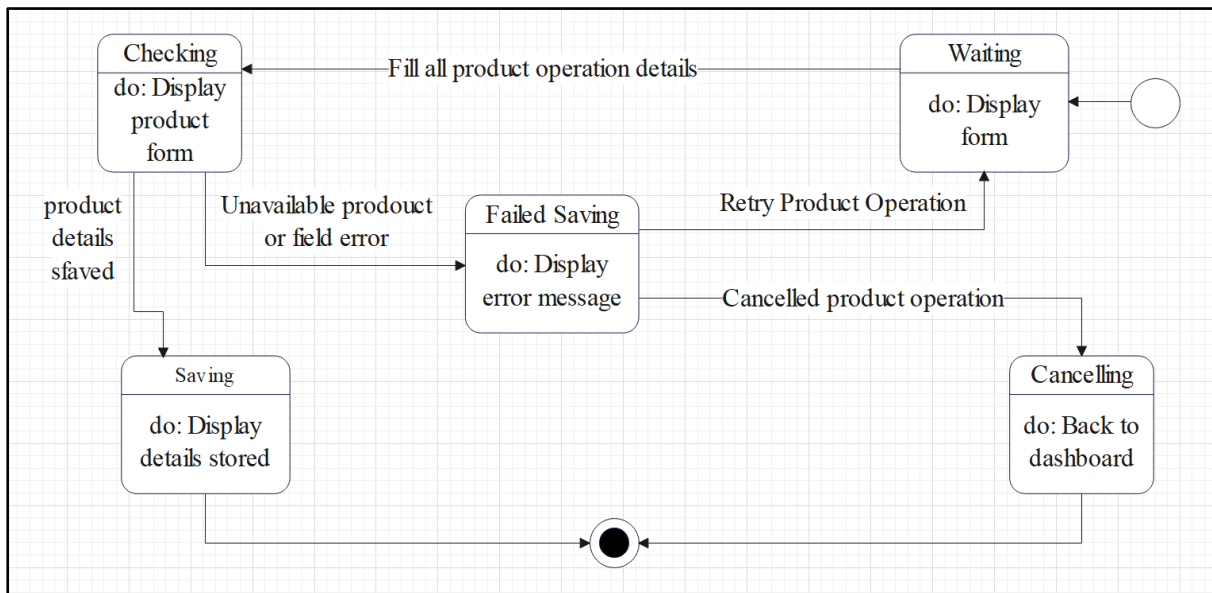 Checking
do: Display
product
form
Fill all product operation details
Waiting
do: Display
form
product
details
sfaved
Unavailable prodouct
or field error
Failed Saving
do: Display
error message
Retry Product Operation
Cancelled product operation
Saving
do: Display
details stored
Cancelling
do: Back to
dashboard